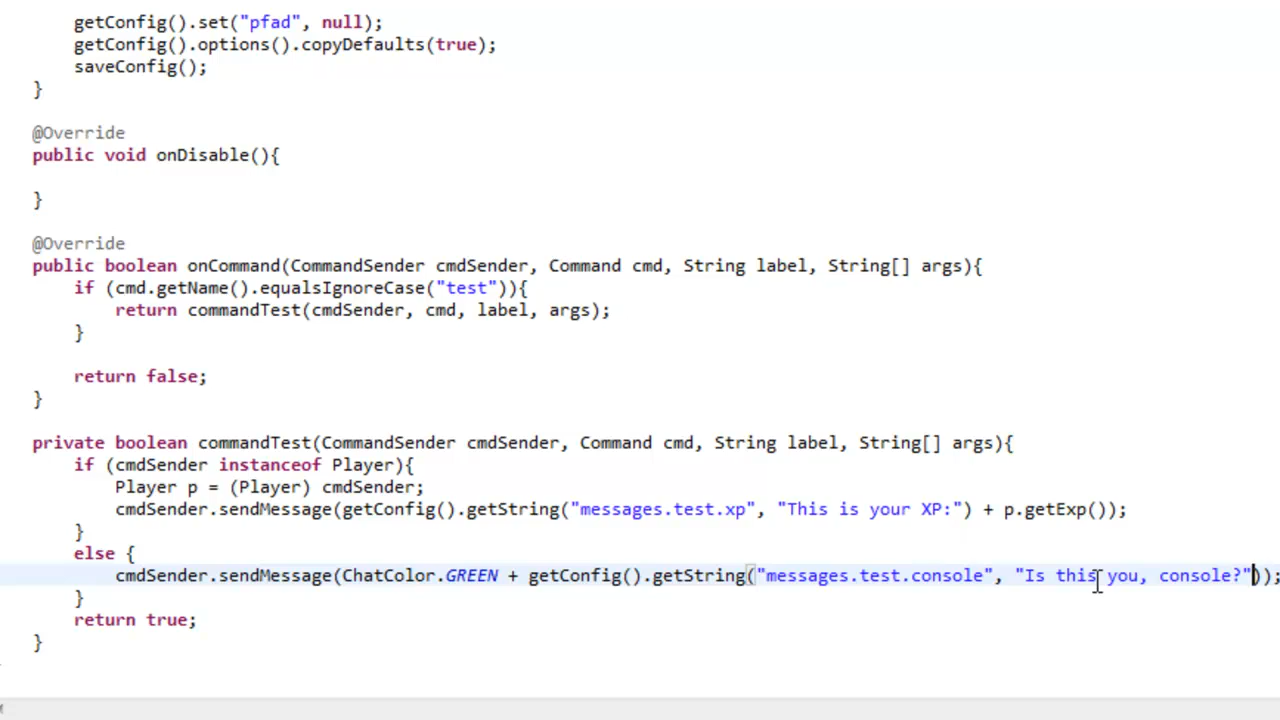 getConfig().set("pfad", null);
getConfig().options().copyDefaults(true);
saveConfig();
}
@Override
public void onDisable(){
}
@Override
public boolean onCommand(CommandSender cmdSender, Command cmd, String label, String[] args){
if (cmd.getName().equalsIgnoreCase("test")){
return commandTest(cmdSender, cmd, label, args);
}
return false;
}
private boolean commandTest(CommandSender cmdSender, Command cmd, String label, String[] args){
if (cmdSender instanceof Player){
Player p = (Player) cmdSender;
cmdSender.sendMessage(getConfig().getString("messages.test.xp", "This is your XP:") + p.getExp());
}
else {
cmdSender.sendMessage(ChatColor.GREEN + getConfig().getString("messages.test.console", "Is this you, console?"));
}
return true;
}